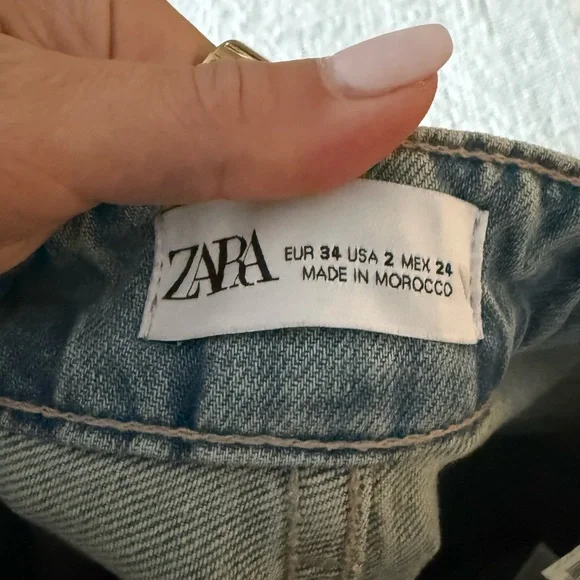 ZARA
EUR 34 USA 2 MEX 24
MADE IN MOROCCO